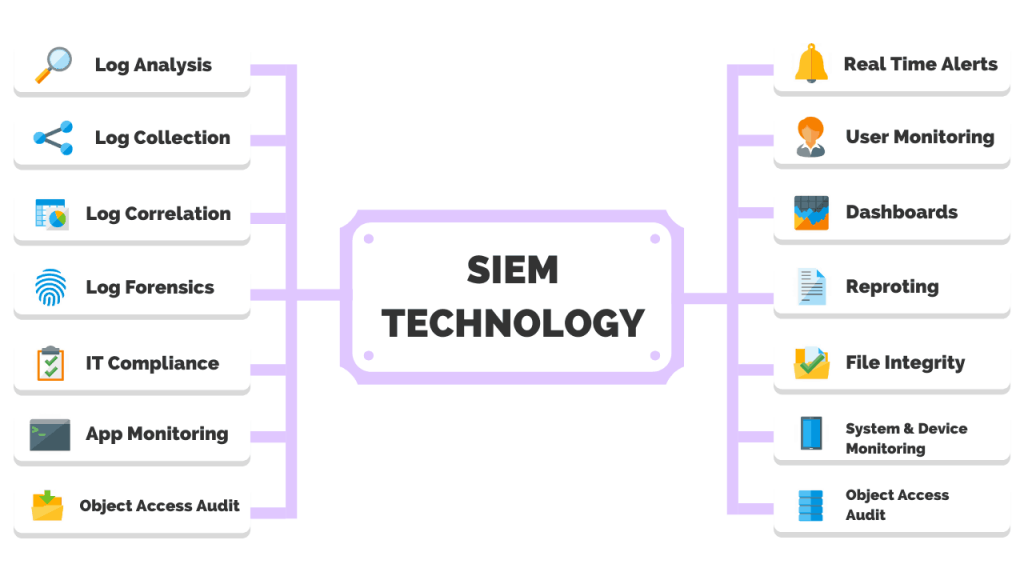 Log Analysis
Log Collection
Log Correlation
Log Forensics
IT Compliance
App Monitoring
Object Access Audit
SIEM
TECHNOLOGY
Real Time Alerts
User Monitoring
Dashboards
Reproting
File Integrity
System & Device
Monitoring
Object Access
Audit